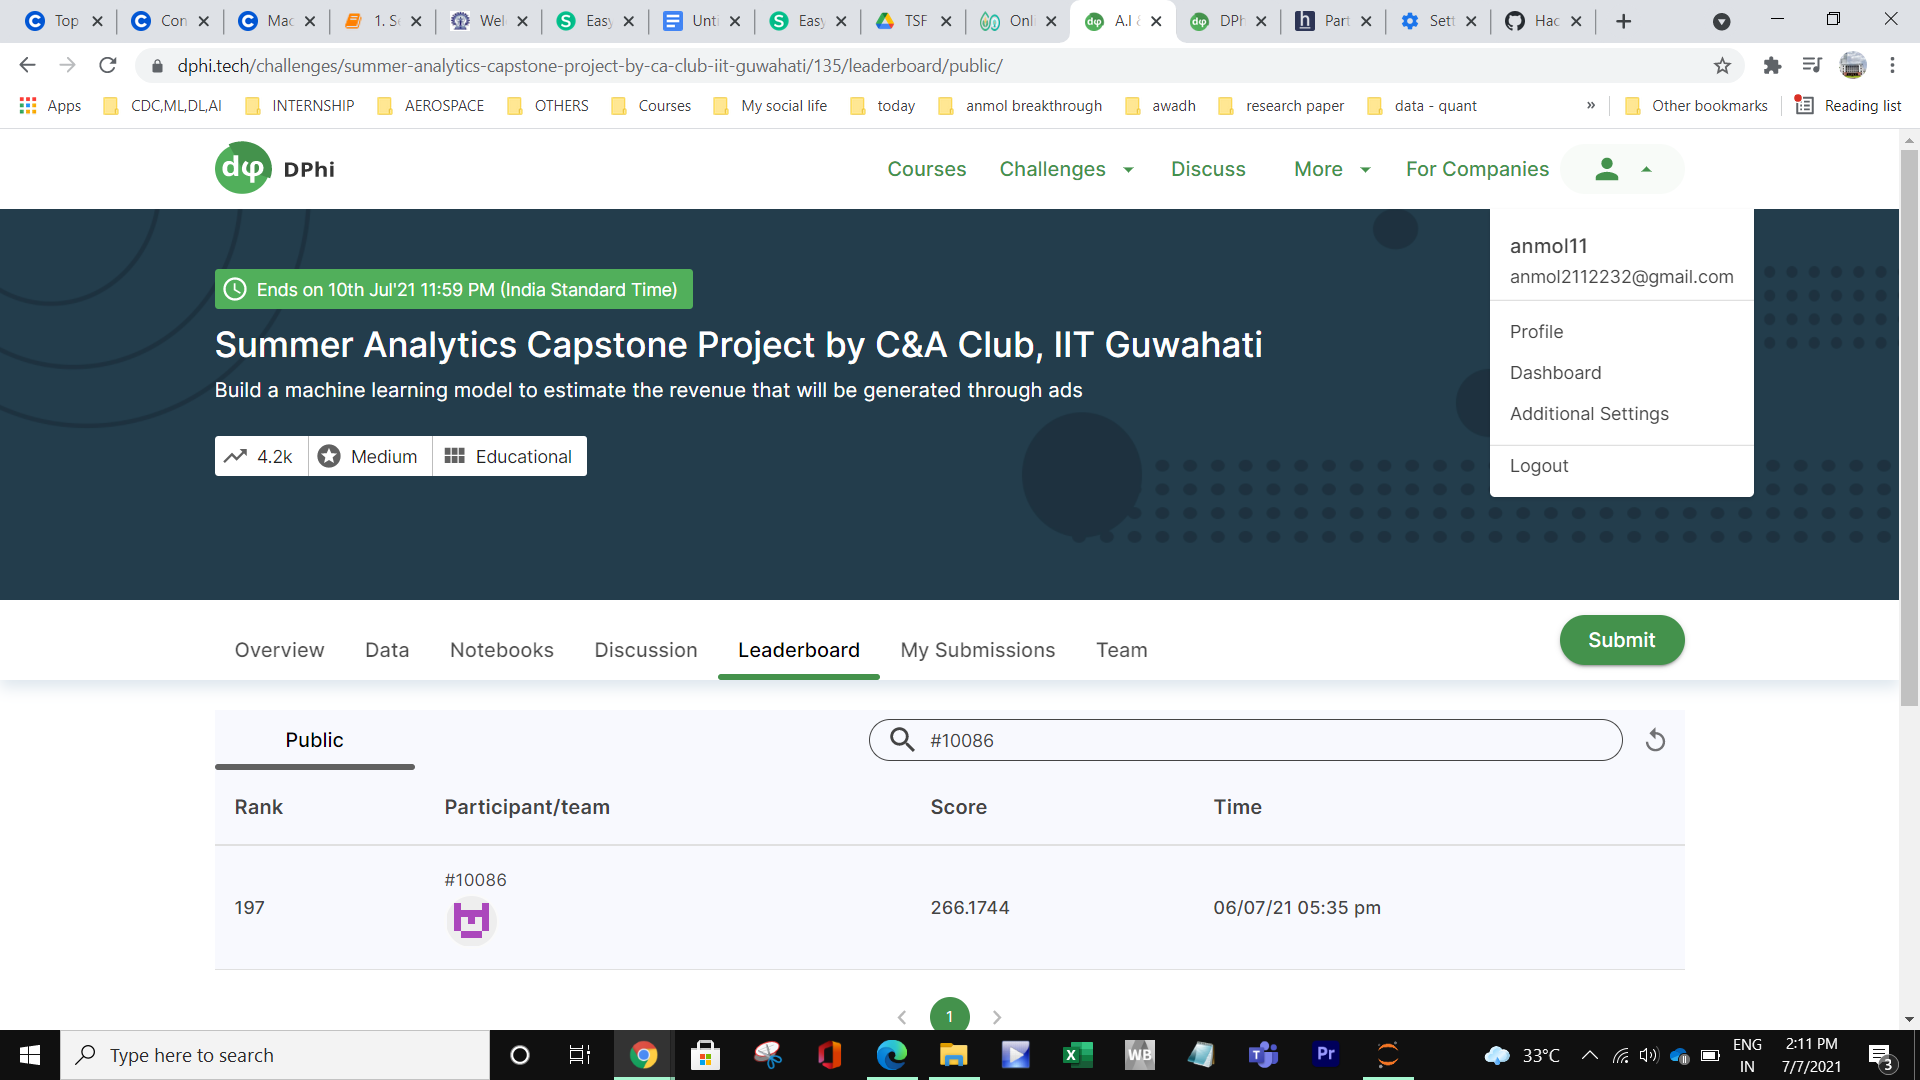 Top
Con
Mac
1. Se
Wel
Easy
Unti
Easy
TSF
Onli
A.I &
DPh
Part
Sett
Hac
dphi.tech/challenges/summer-analytics-capstone-project-by-ca-club-iit-guwahati/135/leaderboard/public/
Apps CDC,ML,DL,AI INTERNSHIP AEROSPACE OTHERS Courses My social life today anmol breakthrough awadh research paper data - quant » Other bookmarks Reading list
dφ DPhi Courses Challenges Discuss More For Companies
anmol11
anmol2112232@gmail.com
Profile
Dashboard
Additional Settings
Logout
Ends on 10th Jul'21 11:59 PM (India Standard Time)
Summer Analytics Capstone Project by C&A Club, IIT Guwahati
Build a machine learning model to estimate the revenue that will be generated through ads
4.2k Medium Educational
Overview Data Notebooks Discussion Leaderboard My Submissions Team Submit
Public #10086
Rank Participant/team Score Time
#10086
197 266.1744 06/07/21 05:35 pm
1
Type here to search
WB
Pr
33°C
ENG
IN
2:11 PM
7/7/2021
3